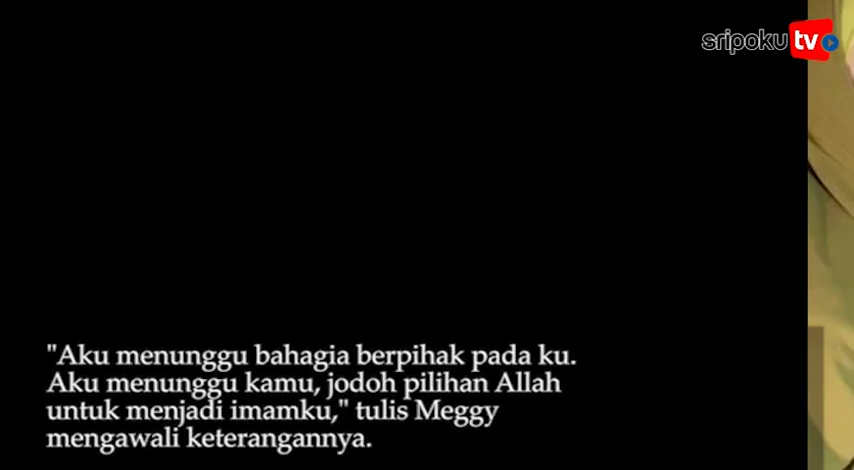 sripoku tv
"Aku menunggu bahagia berpihak pada ku.
Aku menunggu kamu, jodoh pilihan Allah
untuk menjadi imamku," tulis Meggy
mengawali keterangannya.